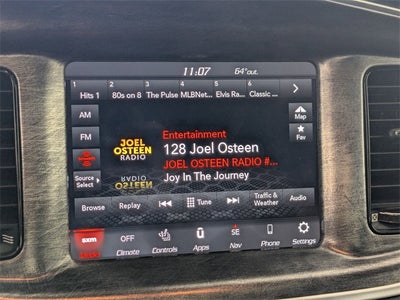 11:07 64°out.
1 2 3 4 5 6
Hits 1 80s on 8 The Pulse MLBNet... Elvis Ra... Classic ...
AM
FM
Map
Fav
Source Select
JOEL OSTEEN RADIO
Entertainment
128 Joel Osteen
JOEL OSTEEN RADIO #...
Joy In The Journey
Browse Replay Tune Traffic & Weather Audio
sxm OFF SE
Climate Controls Apps Nav Phone Settings